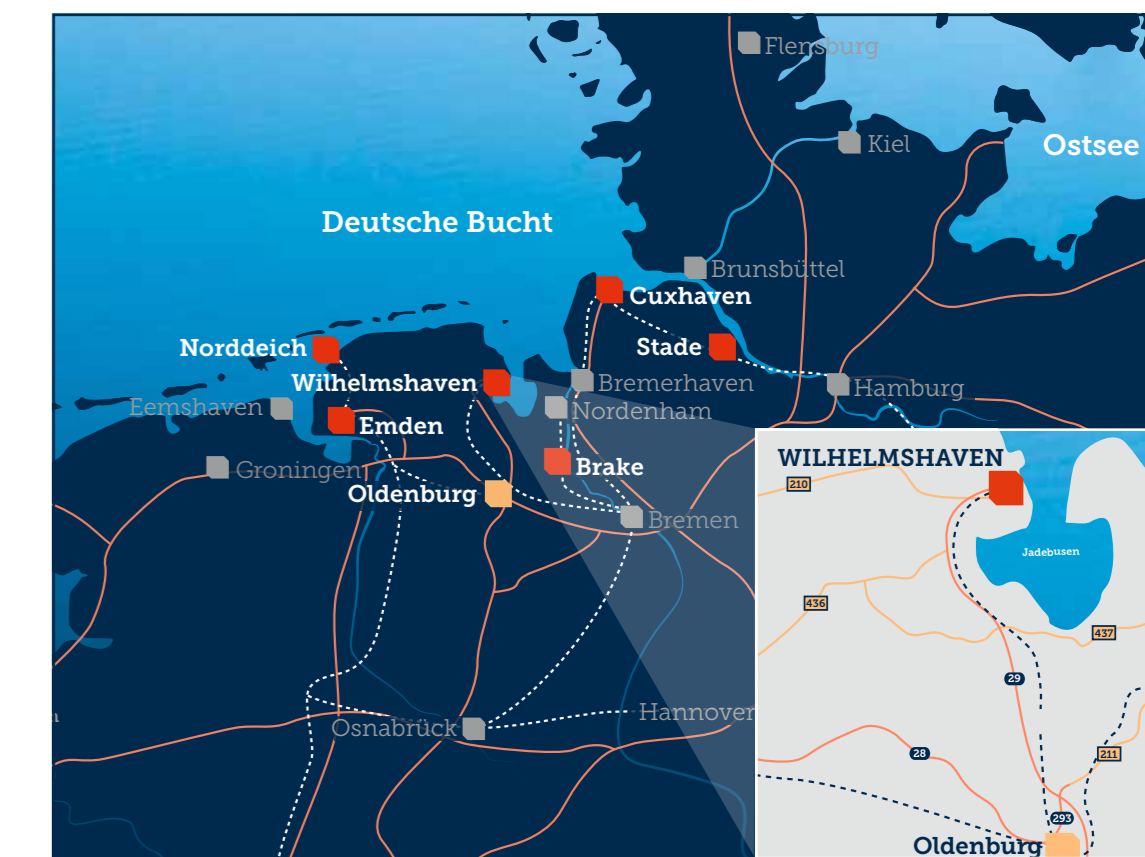 Flensburg
Kiel
Ostsee
Deutsche Bucht
Brunsbüttel
Cuxhaven
Norddeich
Stade
Wilhelmshaven
Bremerhaven
Hamburg
Eemshaven
Nordenham
Emden
Groningen
Brake
Oldenburg
Bremen
Osnabrück
Hannover
WILHELMSHAVEN
210
Jadebusen
436
437
29
28
211
293
Oldenburg